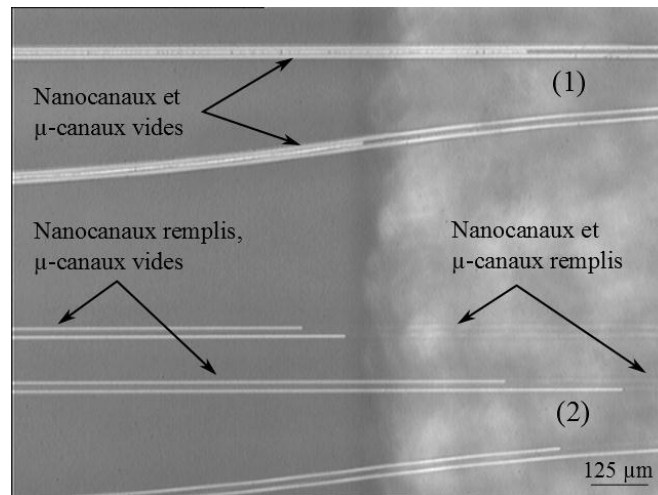 (1)
Nanocanaux et
μ-canaux vides
Nanocanaux remplis,
μ-canaux vides
Nanocanaux et
μ-canaux remplis
(2)
125 μm